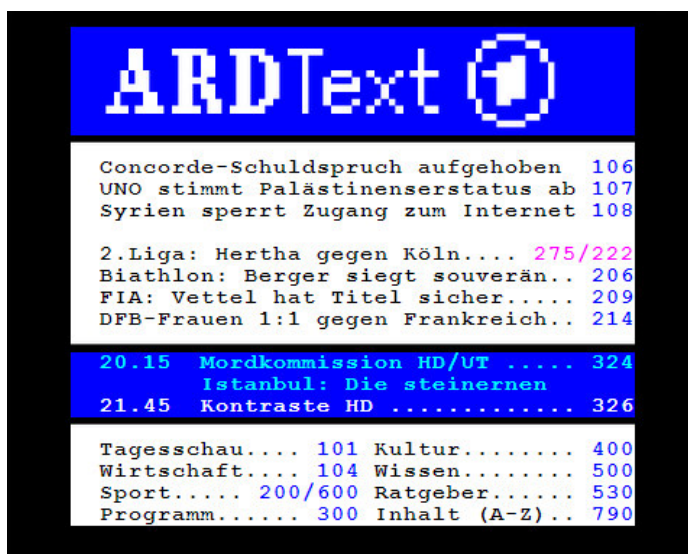 ARDText 1
Concorde-Schuldspruch aufgehoben 106
UNO stimmt Palästinenserstatus ab 107
Syrien sperrt Zugang zum Internet 108
2.Liga: Hertha gegen Köln.... 275/222
Biathlon: Berger siegt souverän.. 206
FIA: Vettel hat Titel sicher..... 209
DFB-Frauen 1:1 gegen Frankreich.. 214
20.15 Mordkommission HD/UT ..... 324
Istanbul: Die steinernen
21.45 Kontraste HD ............. 326
Tagesschau.... 101 Kultur........ 400
Wirtschaft.... 104 Wissen........ 500
Sport..... 200/600 Ratgeber...... 530
Programm...... 300 Inhalt (A-Z).. 790